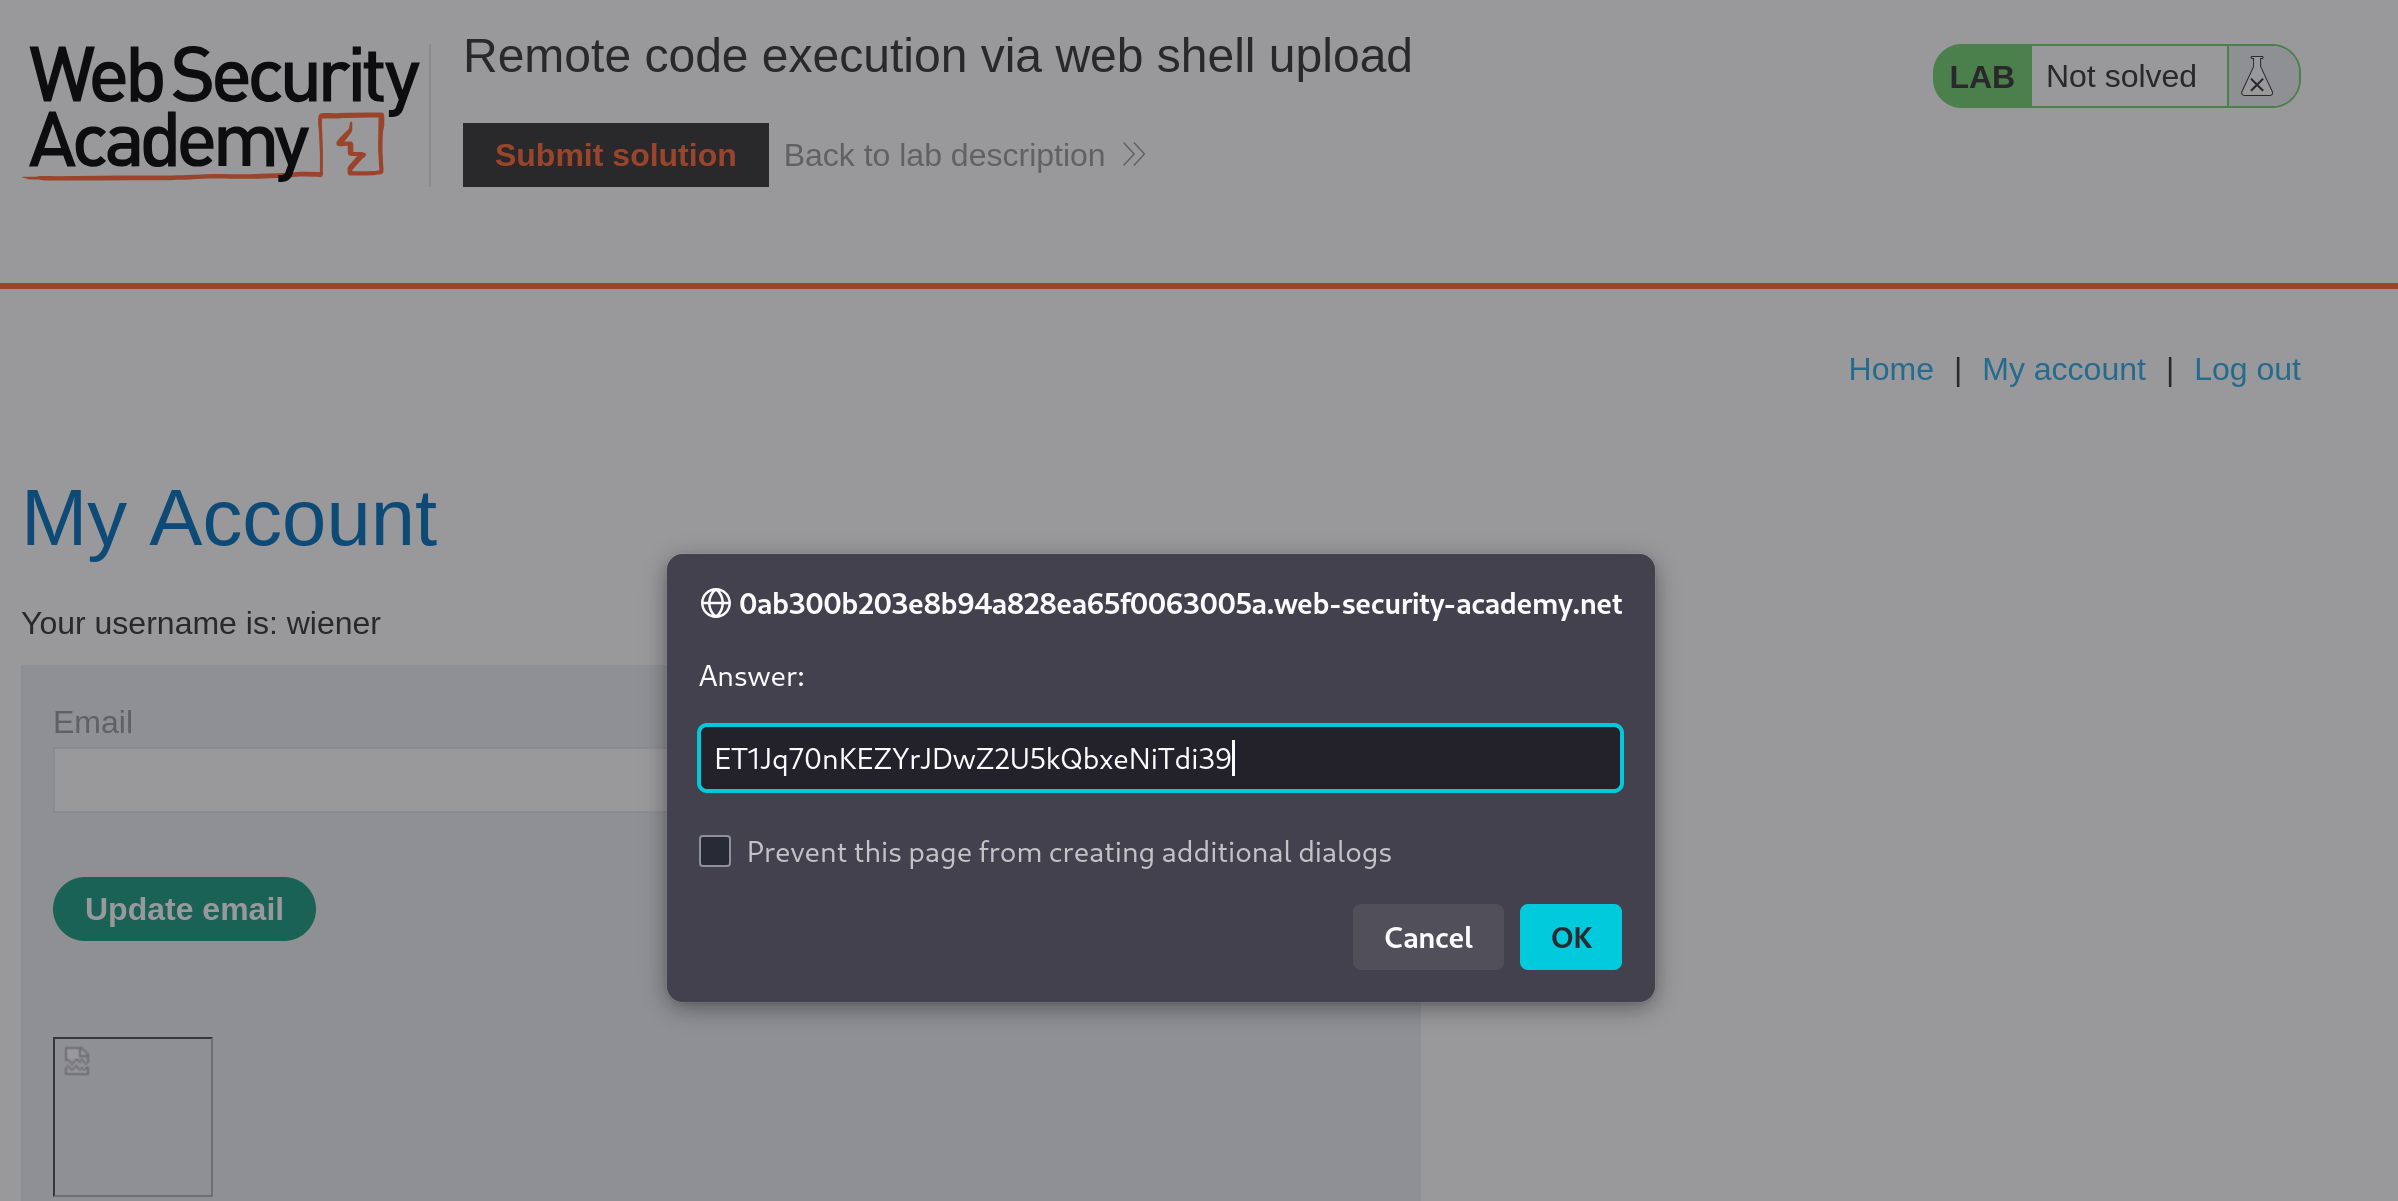 Web Security
Academy
Remote code execution via web shell upload
Submit solution
Back to lab description
LAB
Not solved
Home | My account | Log out
My Account
Your username is: wiener
Email
Update email
0ab300b203e8b94a828ea65f0063005a.web-security-academy.net
Answer:
ET1Jq70nKEZYrJDwZ2U5kQbxeNiTdi39
Prevent this page from creating additional dialogs
Cancel
OK